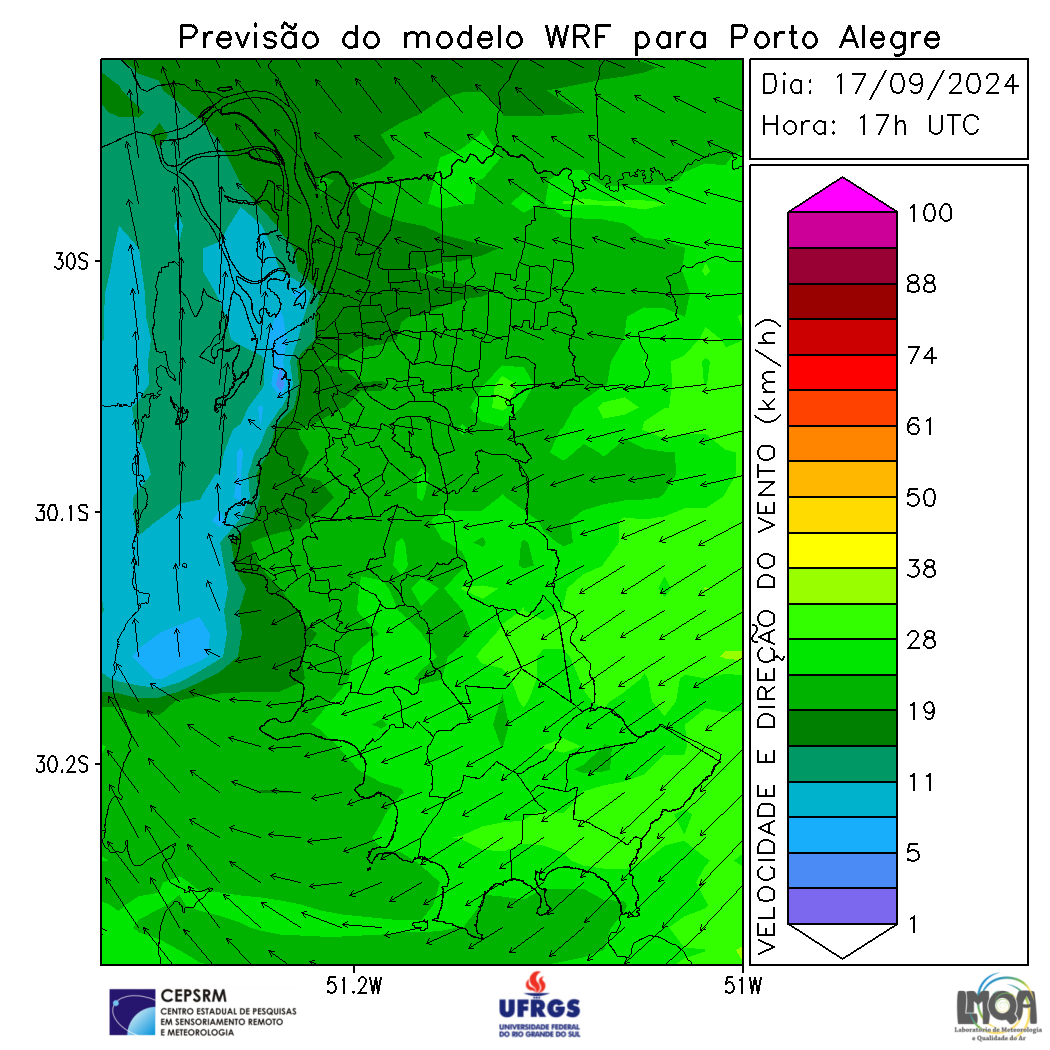 Previsão do modelo WRF para Porto Alegre
Dia: 17/09/2024
Hora: 17h UTC
30S
30.1S
30.2S
51.2W
51W
VELOCIDADE E DIREÇÃO DO VENTO (km/h)
100
88
74
61
50
38
28
19
11
5
1
CEPSRM
CENTRO ESTADUAL DE PESQUISAS
EM SENSORIAMENTO REMOTO
E METEOROLOGIA
UFRGS
UNIVERSIDADE FEDERAL
DO RIO GRANDE DO SUL
LMQA
Laboratório de Meteorologia
e Qualidade do Ar